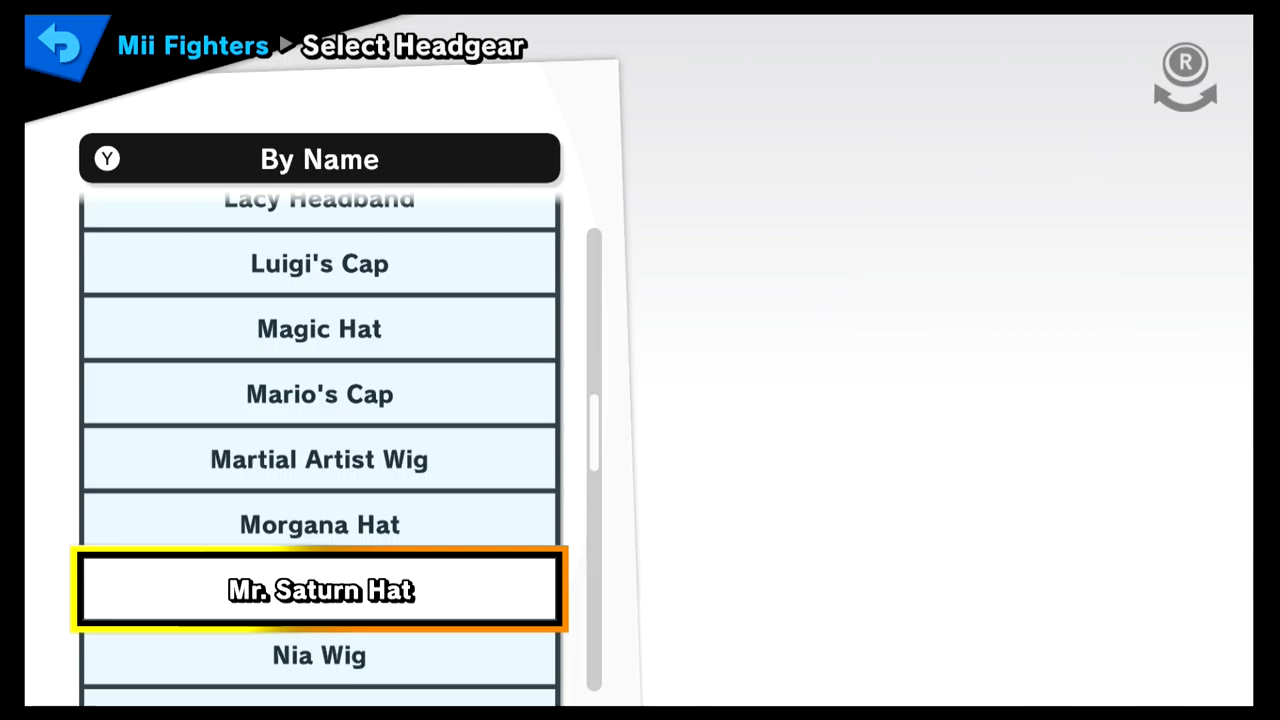 Mii Fighters ▶ Select Headgear
R
Y By Name
Lacy Headband
Luigi's Cap
Magic Hat
Mario's Cap
Martial Artist Wig
Morgana Hat
Mr. Saturn Hat
Nia Wig